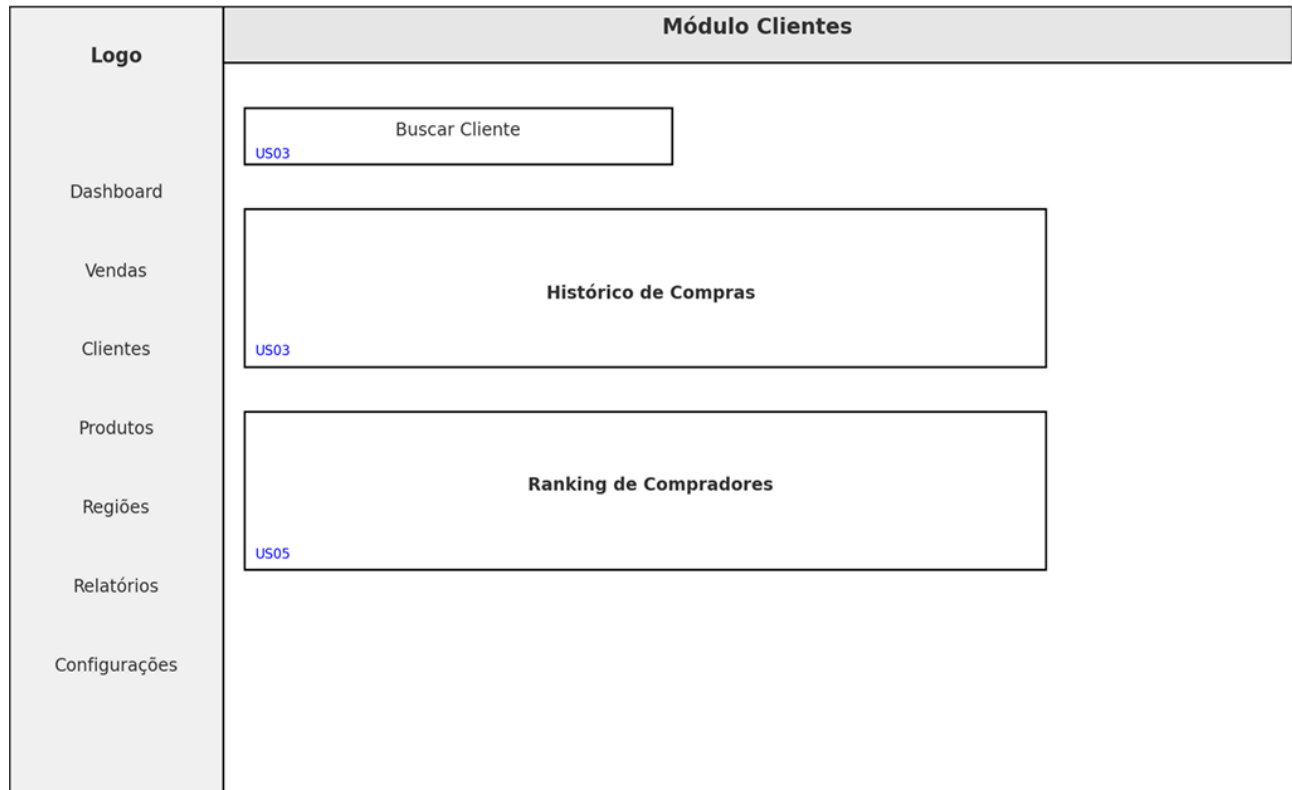 Logo
Dashboard
Vendas
Clientes
Produtos
Regiões
Relatórios
Configurações
Módulo Clientes
Buscar Cliente
US03
Histórico de Compras
US03
Ranking de Compradores
US05